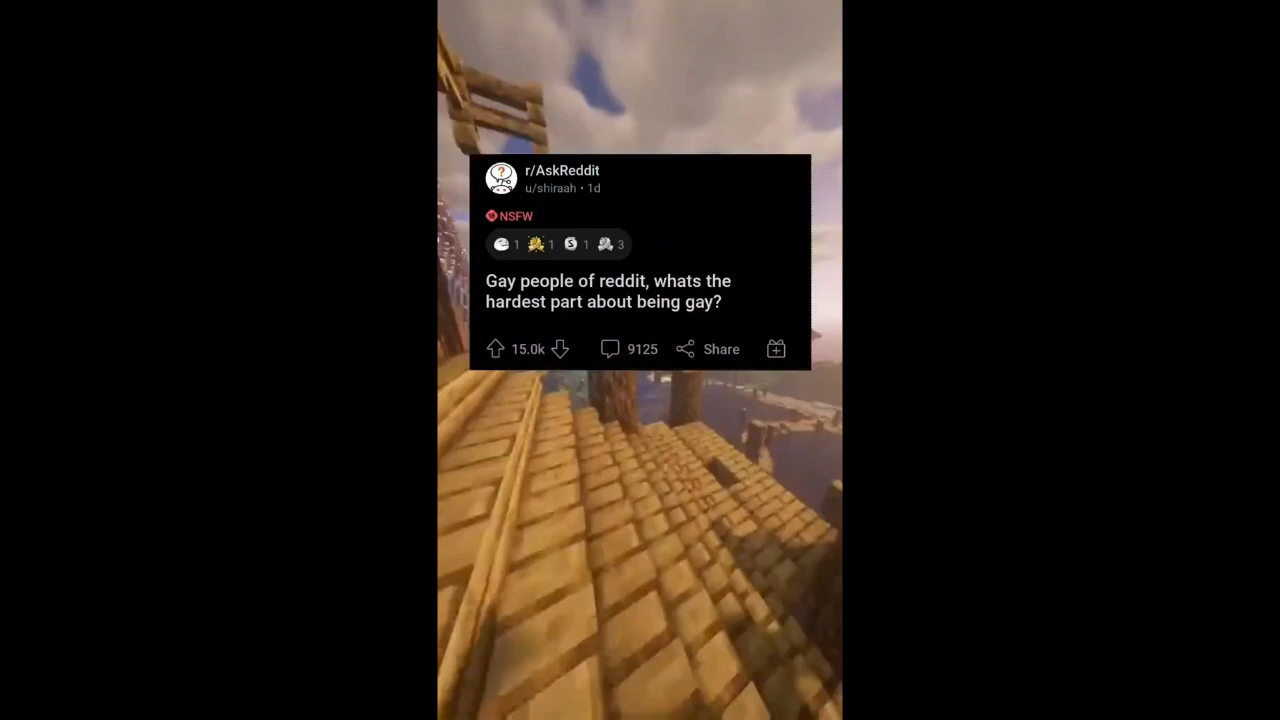 r/AskReddit
u/shiraah • 1d
NSFW
1 1 1 3
Gay people of reddit, whats the
hardest part about being gay?
15.0k 9125 Share